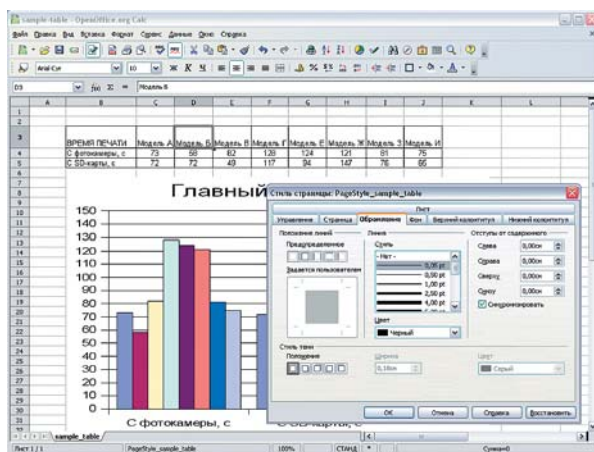 sample-table - OpenOffice.org Calc
Файл Правка Вид Вставка Формат Сервис Данные Окно Справка
Arial Cyr 10 Ж К Ч
D3 f(x) Σ = Модель Б
A B C D E F G H I J K L
ВРЕМЯ ПЕЧАТИ Модель А Модель Б Модель В Модель Г Модель Е Модель Ж Модель З Модель И
С фотокамеры, с 73 58 82 128 124 121 81 75
С SD-карты, с 72 72 49 117 94 147 76 65
Главный
150
140
130
120
110
100
90
80
70
60
50
40
30
20
10
0
С фотокамеры, с
Стиль страницы: PageStyle_sample_table
Лист
Управление Страница Обрамление Фон Верхний колонтитул Нижний колонтитул
Положение линий Линия Отступы от содержимого
Предопределенное Стиль Слева 0,00см
- Нет - Справа 0,00см
0,05 pt Сверху 0,00см
Задается пользователем 0,50 pt Снизу 0,00см
1,00 pt Синхронизировать
2,50 pt
4,00 pt
Цвет
Черный
Стиль тени
Положение Ширина Цвет
0,18см Серый
ОК Отмена Справка Восстановить
sample_table
Лист 1 / 1 PageStyle_sample_table 100% СТАНД * Сумма=0